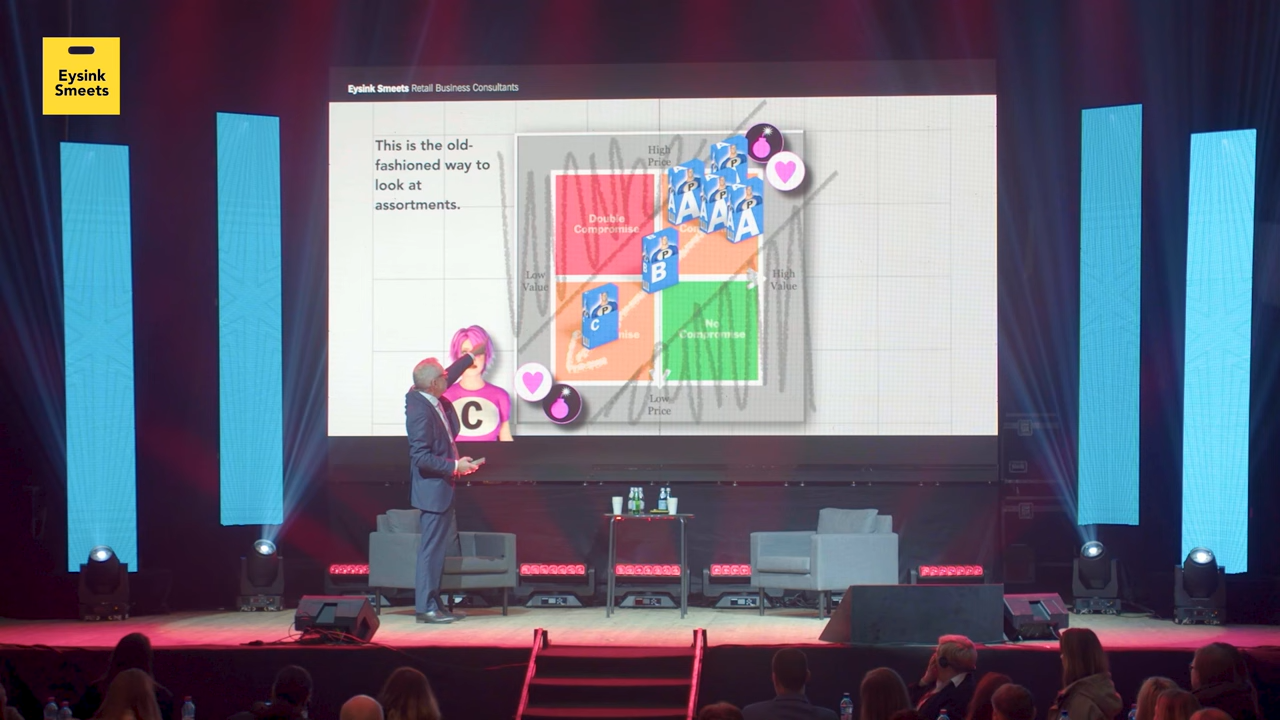 Eysink
Smeets
Eysink Smeets Retail Business Consultants
This is the old-
fashioned way to
look at
assortments.
High
Price
Double
Compromise
Low
Value
High
Value
No
Compromise
Low
Price
A
A
A
A
P
P
P
B
P
C
P
C